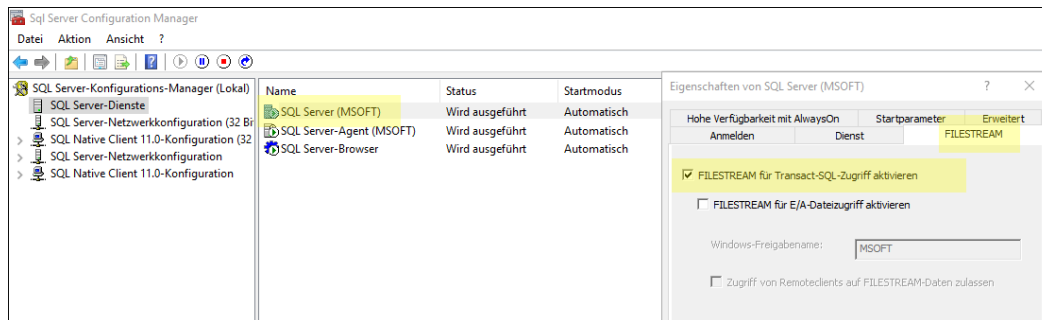 Sql Server Configuration Manager
Datei Aktion Ansicht ?
SQL Server-Konfigurations-Manager (Lokal)
SQL Server-Dienste
SQL Server-Netzwerkkonfiguration (32 Bi
SQL Native Client 11.0-Konfiguration (32
SQL Server-Netzwerkkonfiguration
SQL Native Client 11.0-Konfiguration
Name Status Startmodus
SQL Server (MSOFT) Wird ausgeführt Automatisch
SQL Server-Agent (MSOFT) Wird ausgeführt Automatisch
SQL Server-Browser Wird ausgeführt Automatisch
Eigenschaften von SQL Server (MSOFT) ?
Hohe Verfügbarkeit mit AlwaysOn Startparameter Erweitert
Anmelden Dienst FILESTREAM
FILESTREAM für Transact-SQL-Zugriff aktivieren
FILESTREAM für E/A-Dateizugriff aktivieren
Windows-Freigabename: MSOFT
Zugriff von Remoteclients auf FILESTREAM-Daten zulassen